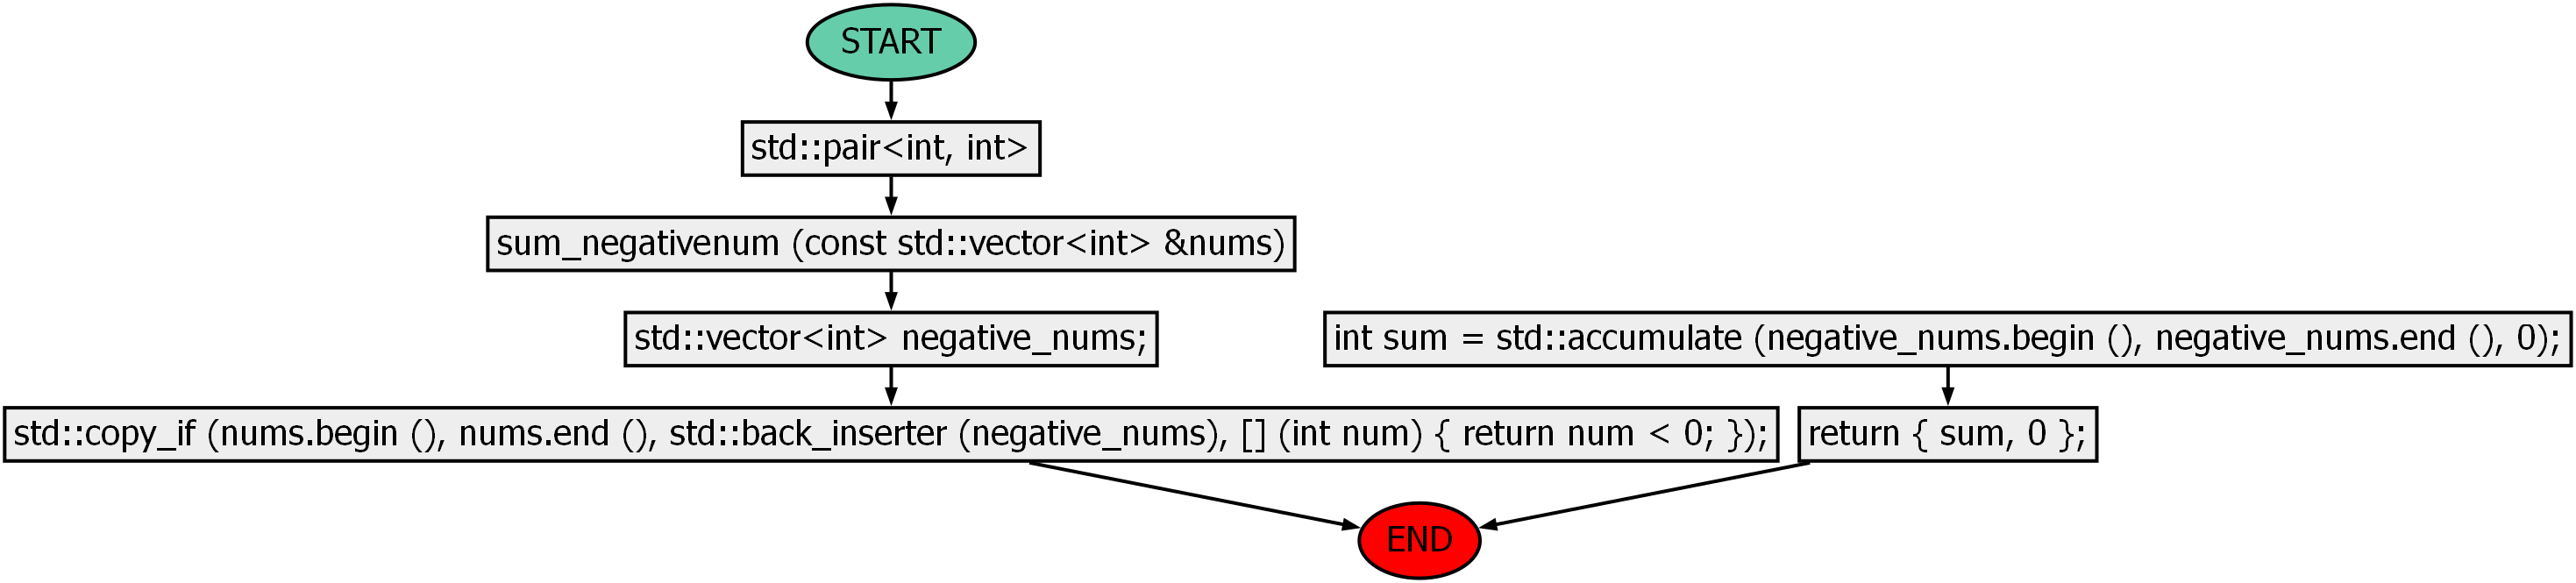 START
std::pair<int, int>
sum_negativenum (const std::vector<int> &nums)
std::vector<int> negative_nums;
int sum = std::accumulate (negative_nums.begin (), negative_nums.end (), 0);
std::copy_if (nums.begin (), nums.end (), std::back_inserter (negative_nums), [] (int num) { return num < 0; });
return { sum, 0 };
END